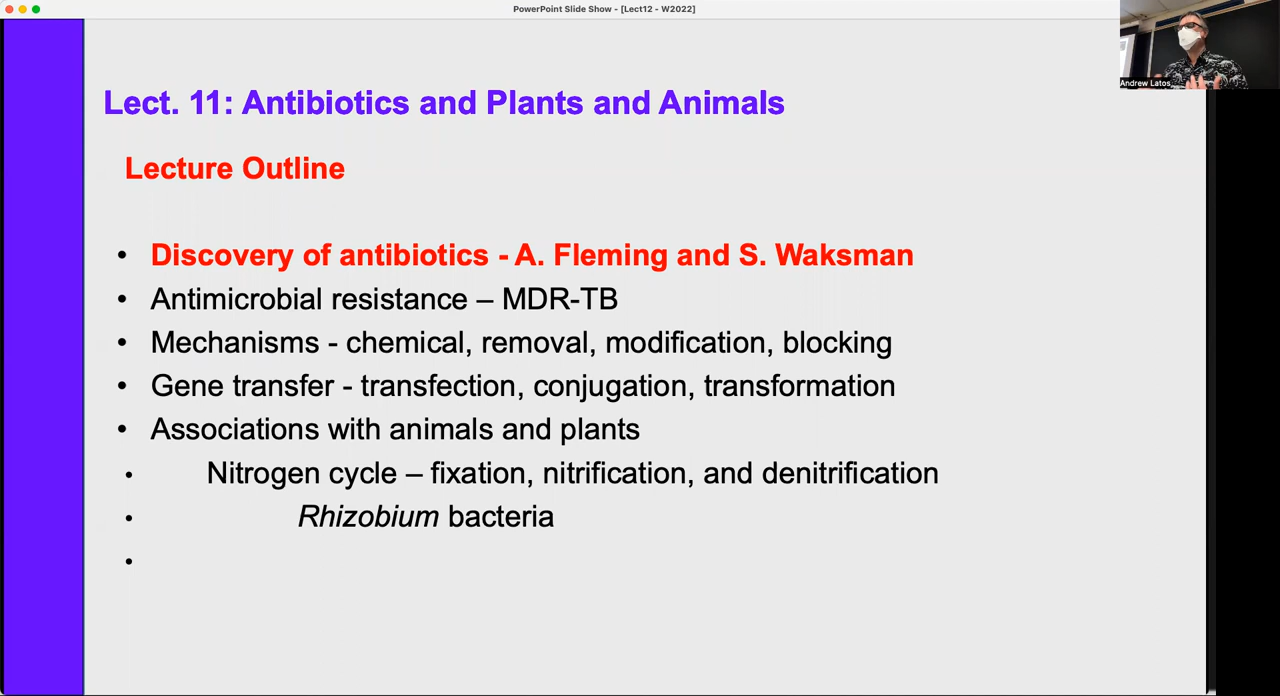 PowerPoint Slide Show - [Lect12 - W2022]
Andrew Latos
Lect. 11: Antibiotics and Plants and Animals
Lecture Outline
• Discovery of antibiotics - A. Fleming and S. Waksman
• Antimicrobial resistance – MDR-TB
• Mechanisms - chemical, removal, modification, blocking
• Gene transfer - transfection, conjugation, transformation
• Associations with animals and plants
• Nitrogen cycle – fixation, nitrification, and denitrification
• Rhizobium bacteria
•